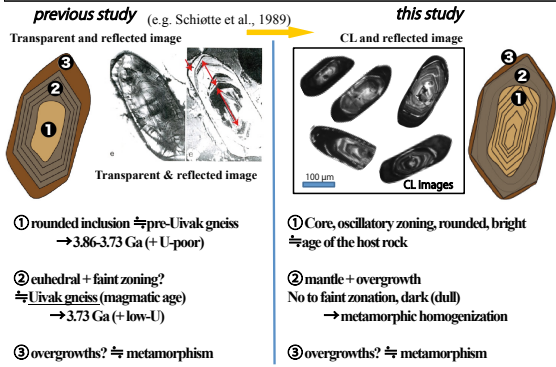 previous study
(e.g. Schiøtte et al., 1989)
this study
Transparent and reflected image
CL and reflected image
3
2
1
e
e
Transparent & reflected image
100 μm
CL Images
3
2
1
① rounded inclusion ≒pre-Uivak gneiss
→3.86-3.73 Ga (+ U-poor)
② euhedral + faint zoning?
≒Uivak gneiss (magmatic age)
→3.73 Ga (+ low-U)
③ overgrowths? ≒ metamorphism
① Core, oscillatory zoning, rounded, bright
≒age of the host rock
② mantle + overgrowth
No to faint zonation, dark (dull)
→ metamorphic homogenization
③ overgrowths? ≒ metamorphism